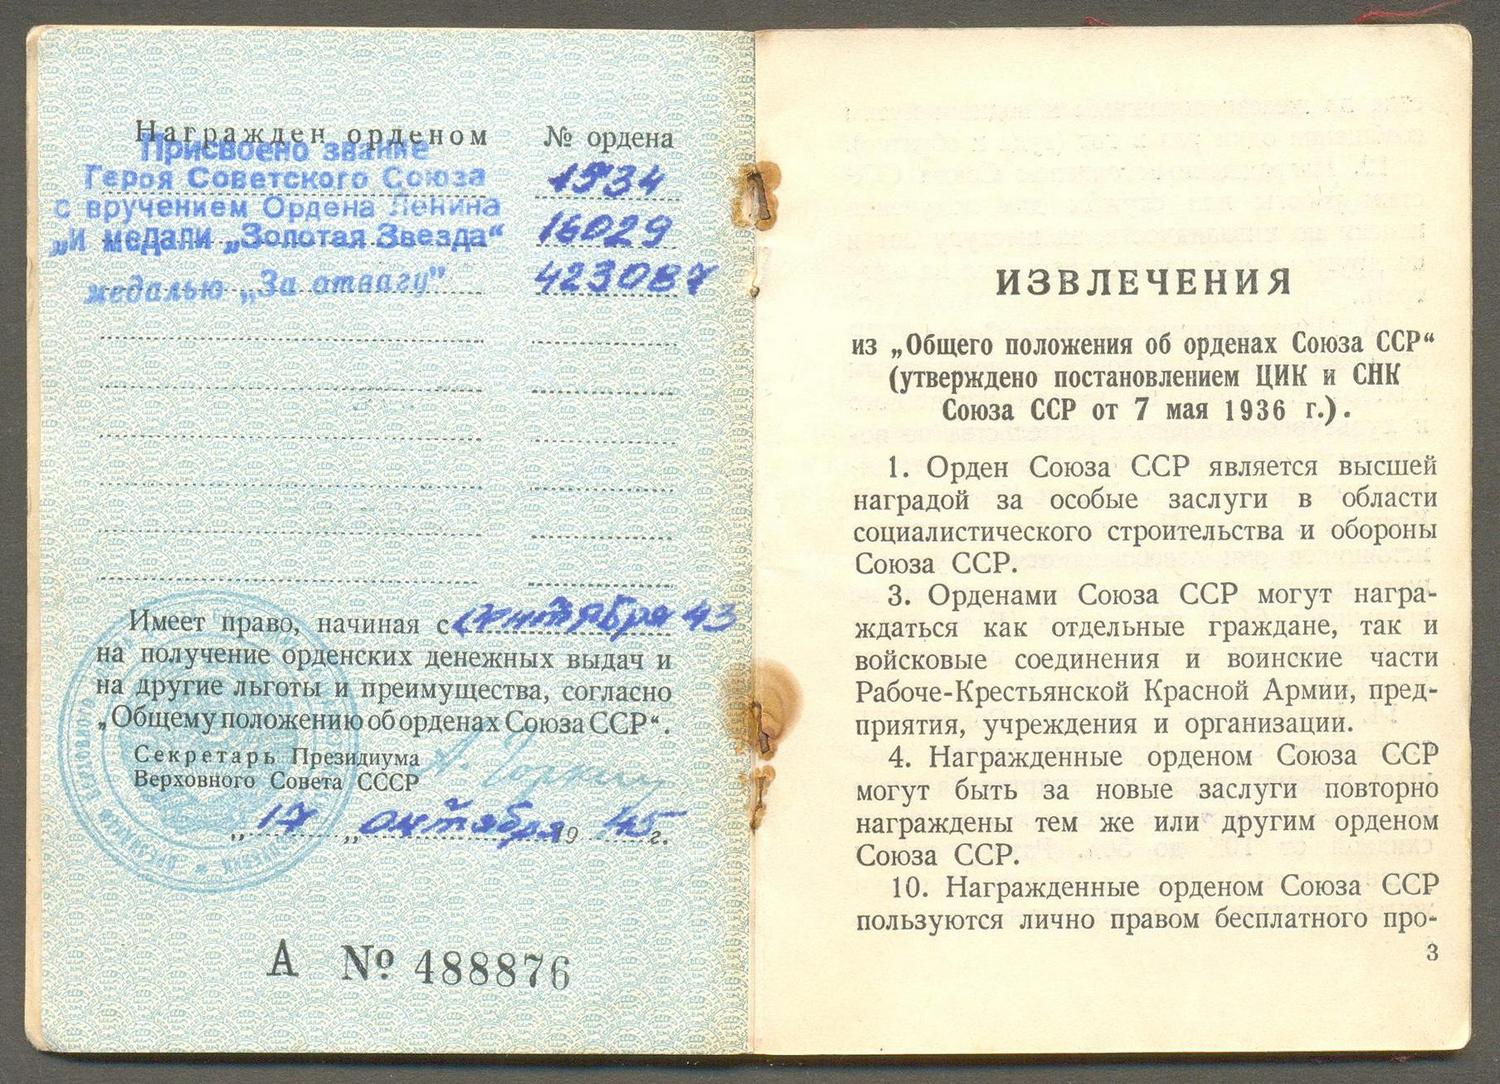 Награжден орденом № ордена
Присвоено звание
Героя Советского Союза 1934
с вручением Ордена Ленина
„И медали „Золотая Звезда“ 16029
медалью „За отвагу” 423087
Имеет право, начиная с октября 43
на получение орденских денежных выдач и
на другие льготы и преимущества, согласно
„Общему положению об орденах Союза ССР“.
Секретарь Президиума
Верховного Совета СССР
„17„ октября 19 45 г.
А № 488876
ИЗВЛЕЧЕНИЯ
из „Общего положения об орденах Союза ССР“
(утверждено постановлением ЦИК и СНК
Союза ССР от 7 мая 1936 г.).
1. Орден Союза ССР является высшей
наградой за особые заслуги в области
социалистического строительства и обороны
Союза ССР.
3. Орденами Союза ССР могут награ-
ждаться как отдельные граждане, так и
войсковые соединения и воинские части
Рабоче-Крестьянской Красной Армии, пред-
приятия, учреждения и организации.
4. Награжденные орденом Союза ССР
могут быть за новые заслуги повторно
награждены тем же или другим орденом
Союза ССР.
10. Награжденные орденом Союза ССР
пользуются лично правом бесплатного про-
3